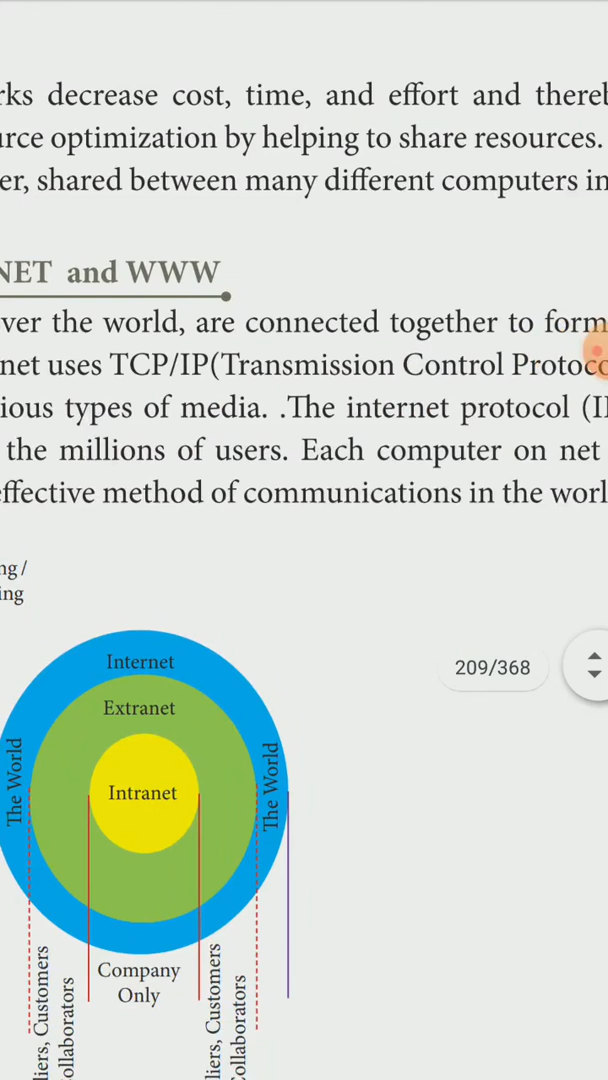 rks decrease cost, time, and effort and thereb
urce optimization by helping to share resources.
er, shared between many different computers in
NET and WWW
ver the world, are connected together to form
net uses TCP/IP(Transmission Control Protoco
ious types of media. .The internet protocol (IP
the millions of users. Each computer on net
effective method of communications in the worl
ng/
ing
Internet
209/368
Extranet
Intranet
The World
The World
Company
Only
liers, Customers
ollaborators
liers, Customers
Collaborators